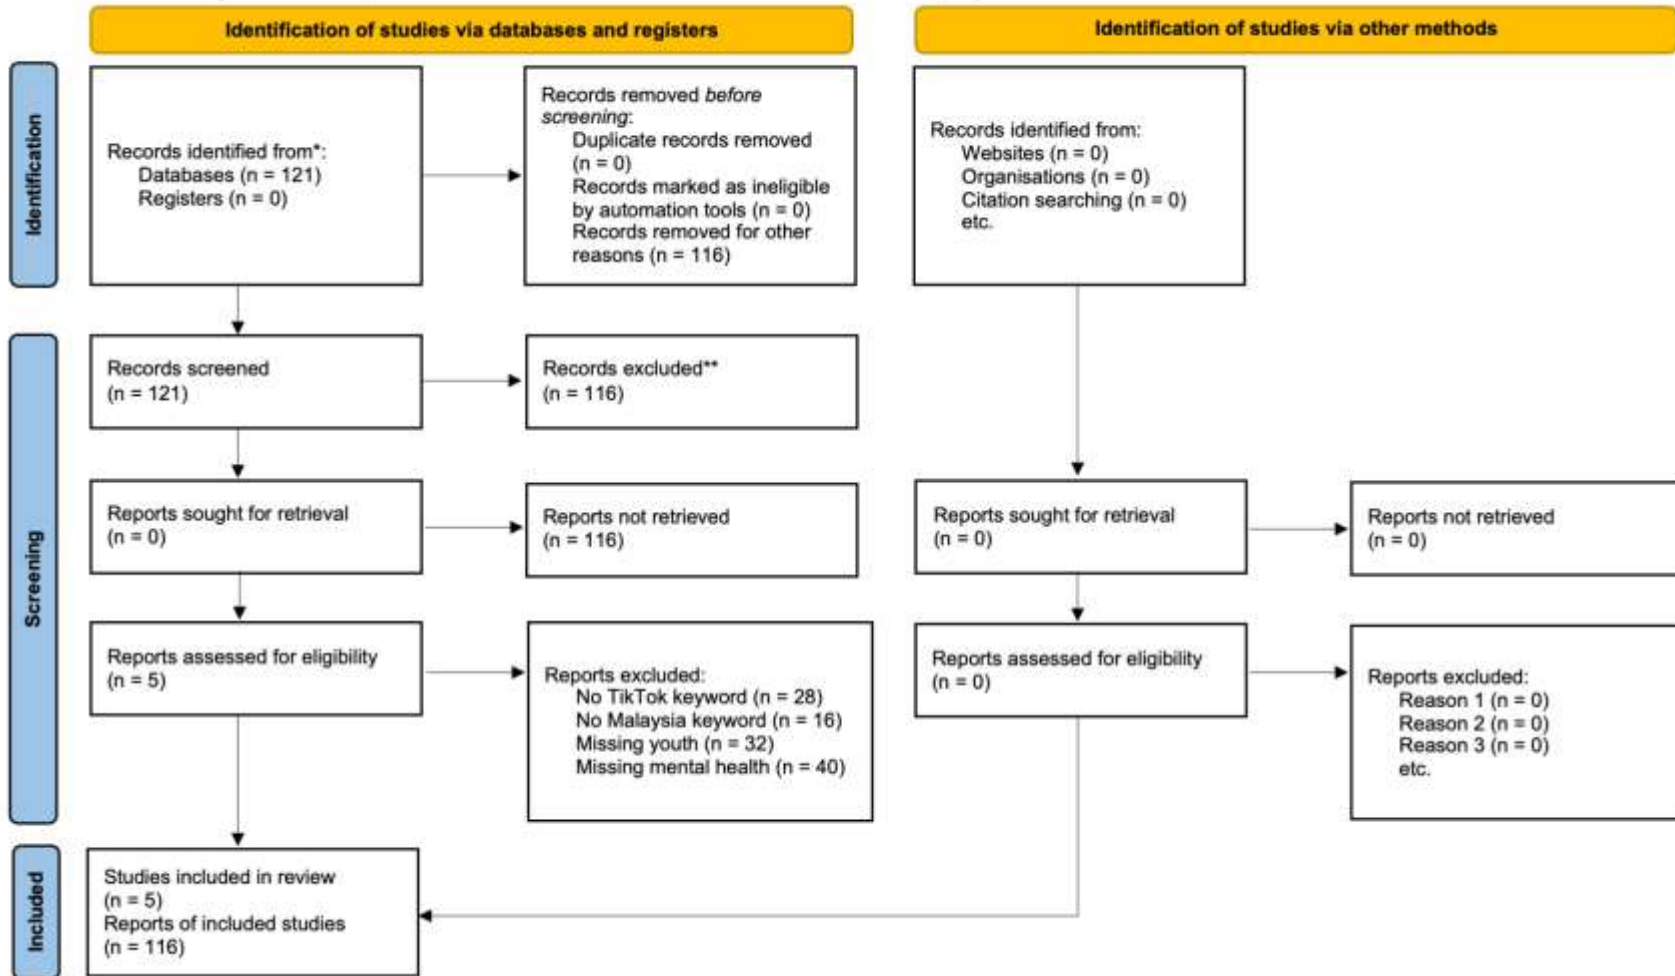 Identification of studies via databases and registers
Identification of studies via other methods
Identification
Records identified from*:
Databases (n = 121)
Registers (n = 0)
Records removed before
screening:
Duplicate records removed
(n = 0)
Records marked as ineligible
by automation tools (n = 0)
Records removed for other
reasons (n = 116)
Records identified from:
Websites (n = 0)
Organisations (n = 0)
Citation searching (n = 0)
etc.
Screening
Records screened
(n = 121)
Records excluded**
(n = 116)
Reports sought for retrieval
(n = 0)
Reports not retrieved
(n = 116)
Reports sought for retrieval
(n = 0)
Reports not retrieved
(n = 0)
Reports assessed for eligibility
(n = 5)
Reports excluded:
No TikTok keyword (n = 28)
No Malaysia keyword (n = 16)
Missing youth (n = 32)
Missing mental health (n = 40)
Reports assessed for eligibility
(n = 0)
Reports excluded:
Reason 1 (n = 0)
Reason 2 (n = 0)
Reason 3 (n = 0)
etc.
Included
Studies included in review
(n = 5)
Reports of included studies
(n = 116)